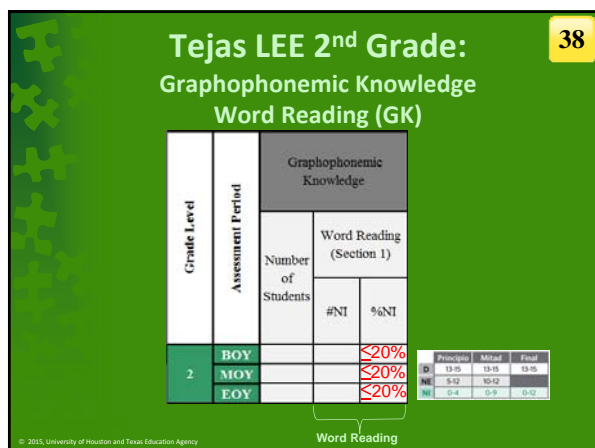 38
Tejas LEE 2nd Grade:
Graphophonemic Knowledge
Word Reading (GK)
Grade Level
Assessment Period
Graphophonemic
Knowledge
Number
of
Students
Word Reading
(Section 1)
#NI
%NI
2
BOY
≤20%
MOY
≤20%
EOY
≤20%
Principio Mitad Final
D 13-15 13-15 13-15
NE 5-12 10-12
NI 0-4 0-9 0-12
Word Reading
© 2015, University of Houston and Texas Education Agency